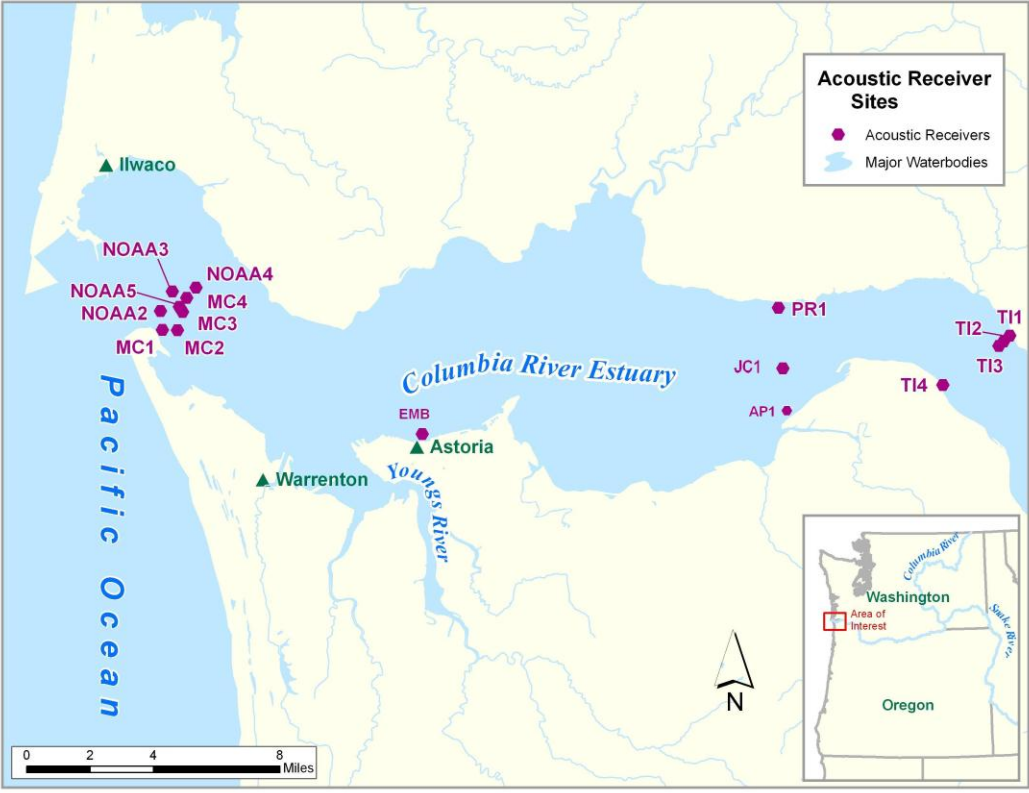 Acoustic Receiver
Sites
Acoustic Receivers
Major Waterbodies
Ilwaco
NOAA3
NOAA4
NOAA5
MC4
NOAA2
MC3
MC1
MC2
PR1
TI1
TI2
TI3
JC1
TI4
AP1
Columbia River Estuary
EMB
Astoria
Warrenton
Youngs River
Pacific Ocean
N
0 2 4 8
Miles
Columbia River
Washington
Area of
Interest
Snake River
Oregon